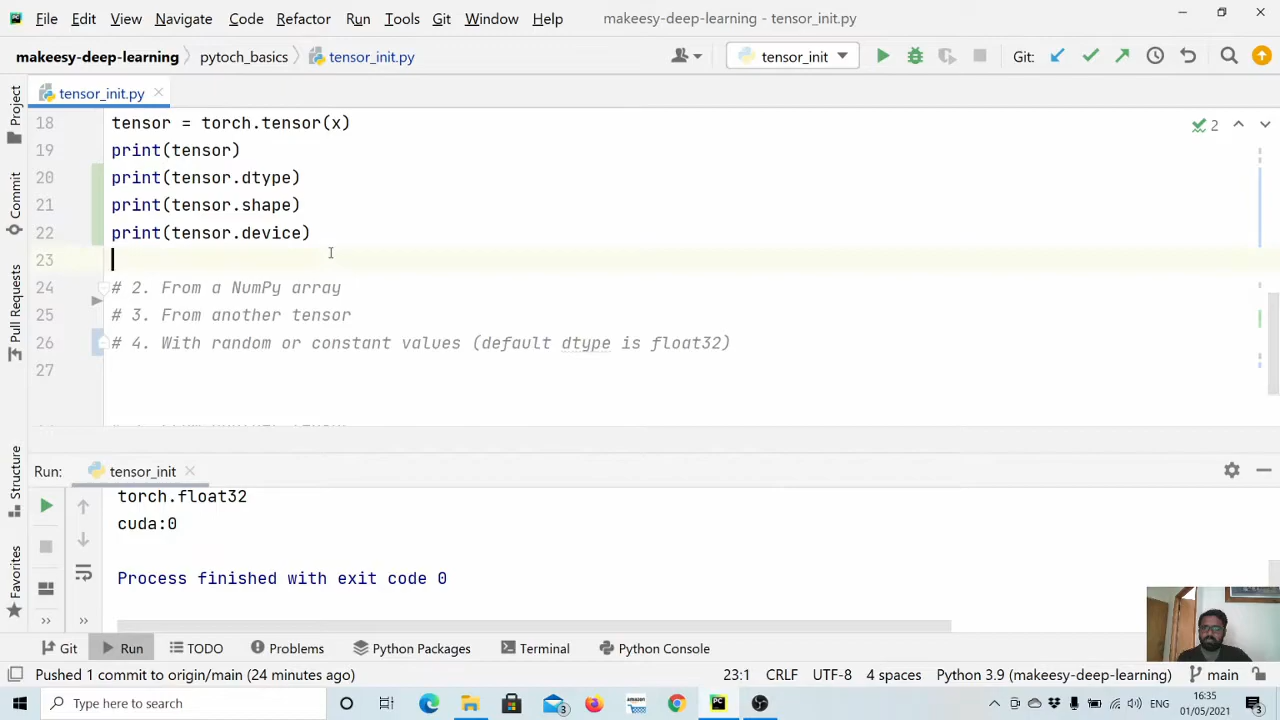 File Edit View Navigate Code Refactor Run Tools Git Window Help makeesy-deep-learning - tensor_init.py
makeesy-deep-learning pytoch_basics tensor_init.py tensor_init Git:
Project
Commit
Pull Requests
Structure
Favorites
tensor_init.py
2
18 tensor = torch.tensor(x)
19 print(tensor)
20 print(tensor.dtype)
21 print(tensor.shape)
22 print(tensor.device)
23
24 # 2. From a NumPy array
25 # 3. From another tensor
26 # 4. With random or constant values (default dtype is float32)
27
Run: tensor_init
torch.float32
cuda:0
Process finished with exit code 0
Git Run TODO Problems Python Packages Terminal Python Console
Pushed 1 commit to origin/main (24 minutes ago) 23:1 CRLF UTF-8 4 spaces Python 3.9 (makeesy-deep-learning) main
Type here to search
amazon
3
PC
ENG
16:35
01/05/2021
3